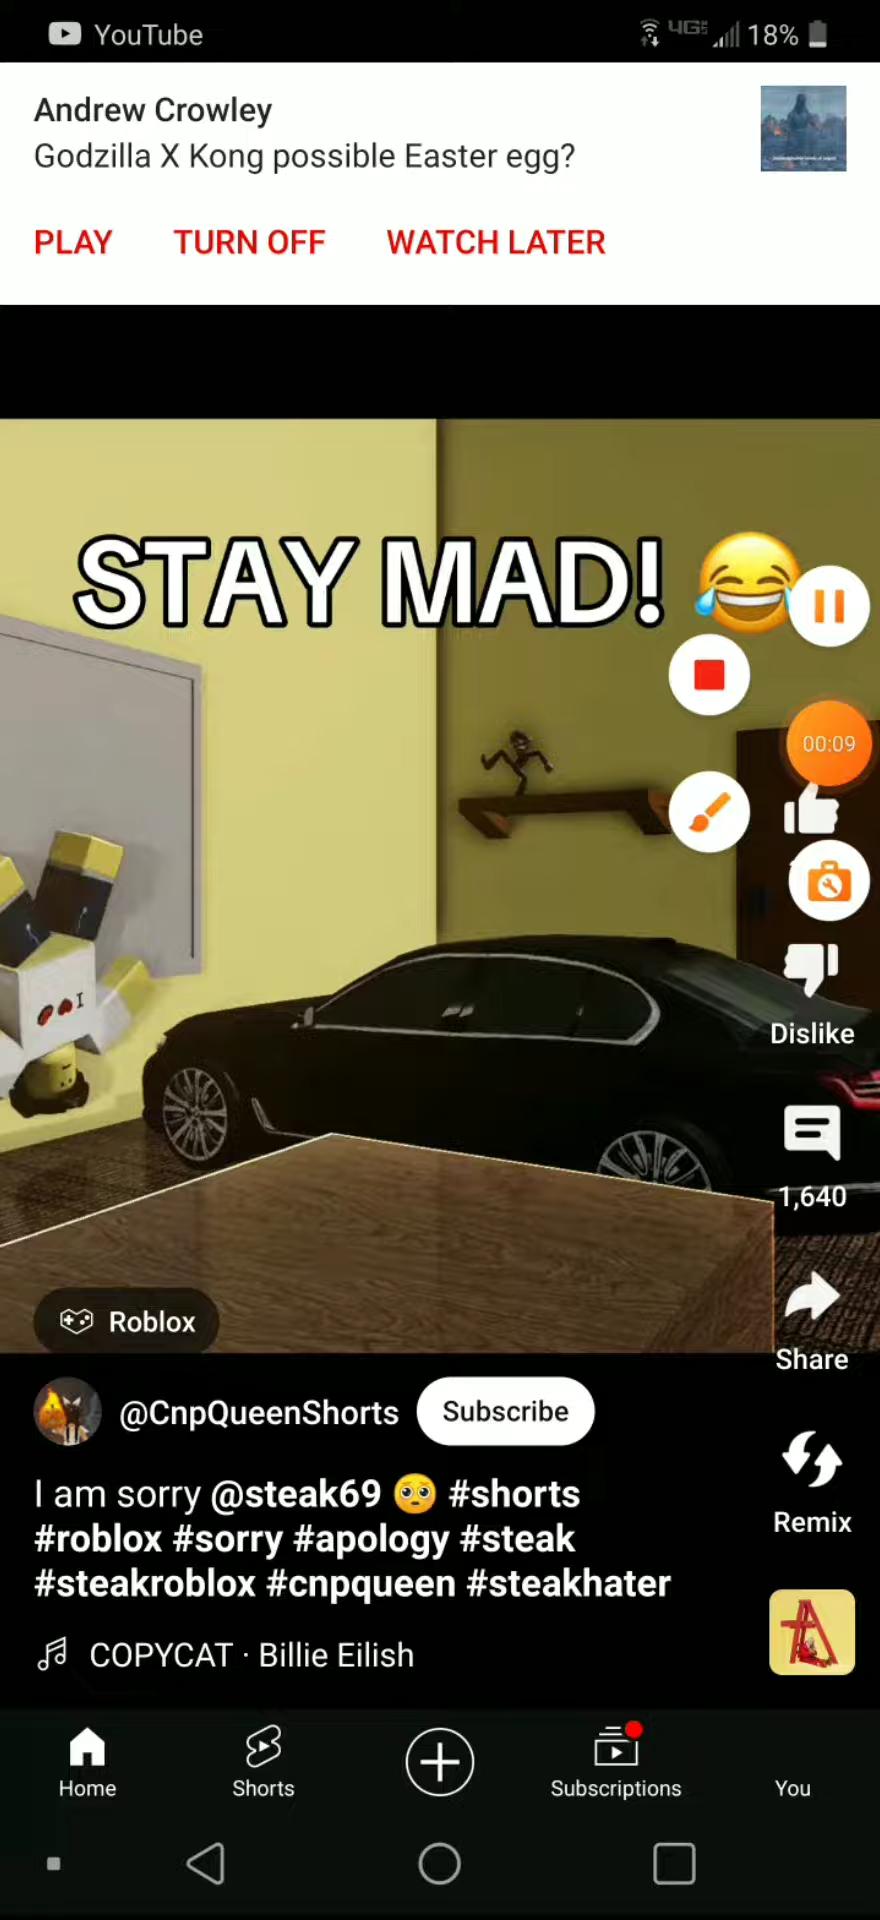 YouTube
4G 18%
Andrew Crowley
Godzilla X Kong possible Easter egg?
PLAY TURN OFF WATCH LATER
STAY MAD! 😂
00:09
I
Dislike
1,640
Roblox
Share
@CnpQueenShorts Subscribe
I am sorry @steak69 🥺 #shorts
#roblox #sorry #apology #steak
#steakroblox #cnpqueen #steakhater
Remix
COPYCAT · Billie Eilish
Home Shorts Subscriptions You